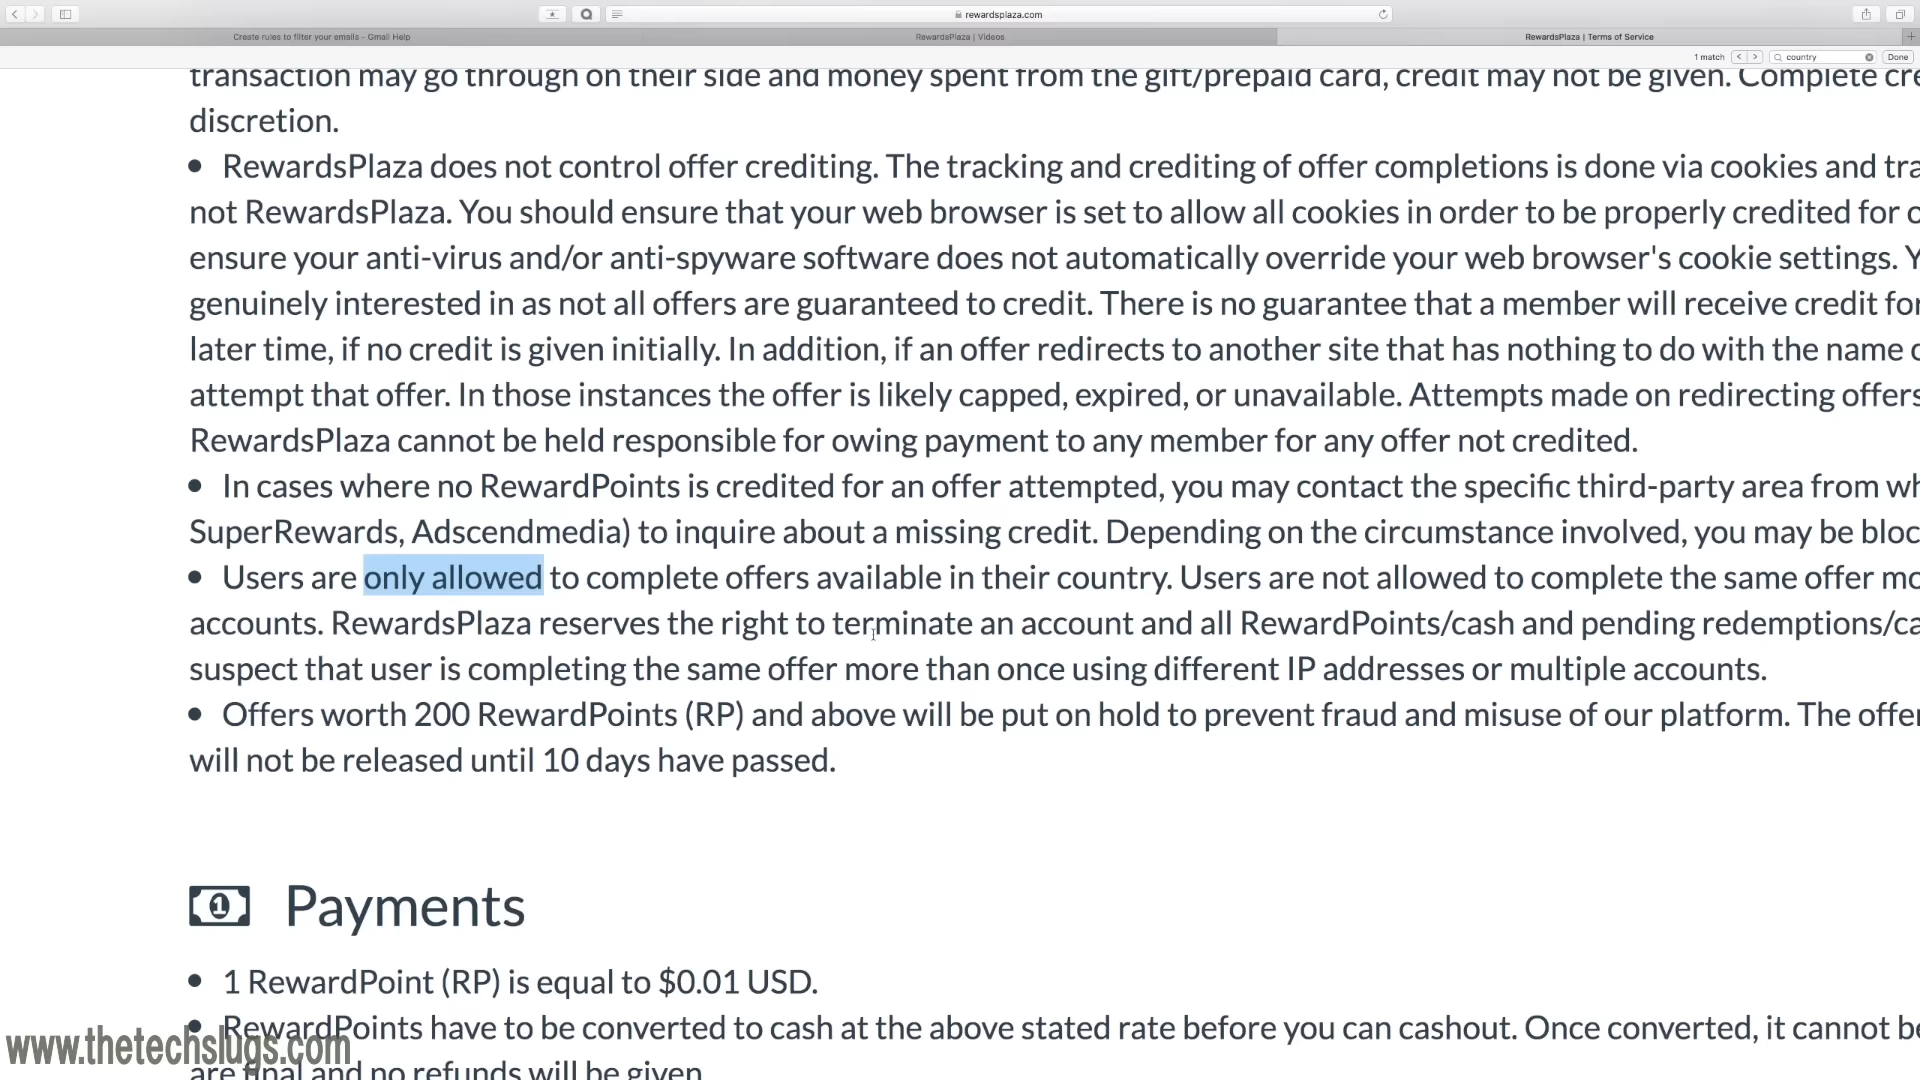 rewardsplaza.com
Create rules to filter your emails - Gmail Help
RewardsPlaza | Videos
RewardsPlaza | Terms of Service
1 match
country
Done
transaction may go through on their side and money spent from the gift/prepaid card, credit may not be given. Complete cre
discretion.
• RewardsPlaza does not control offer crediting. The tracking and crediting of offer completions is done via cookies and tra
not RewardsPlaza. You should ensure that your web browser is set to allow all cookies in order to be properly credited for o
ensure your anti-virus and/or anti-spyware software does not automatically override your web browser's cookie settings. Y
genuinely interested in as not all offers are guaranteed to credit. There is no guarantee that a member will receive credit for
later time, if no credit is given initially. In addition, if an offer redirects to another site that has nothing to do with the name o
attempt that offer. In those instances the offer is likely capped, expired, or unavailable. Attempts made on redirecting offers
RewardsPlaza cannot be held responsible for owing payment to any member for any offer not credited.
• In cases where no RewardPoints is credited for an offer attempted, you may contact the specific third-party area from wh
SuperRewards, Adscendmedia) to inquire about a missing credit. Depending on the circumstance involved, you may be bloc
• Users are only allowed to complete offers available in their country. Users are not allowed to complete the same offer mo
accounts. RewardsPlaza reserves the right to terminate an account and all RewardPoints/cash and pending redemptions/ca
suspect that user is completing the same offer more than once using different IP addresses or multiple accounts.
• Offers worth 200 RewardPoints (RP) and above will be put on hold to prevent fraud and misuse of our platform. The offer
will not be released until 10 days have passed.
Payments
• 1 RewardPoint (RP) is equal to $0.01 USD.
• RewardPoints have to be converted to cash at the above stated rate before you can cashout. Once converted, it cannot be
are final and no refunds will be given
www.thetechslugs.com